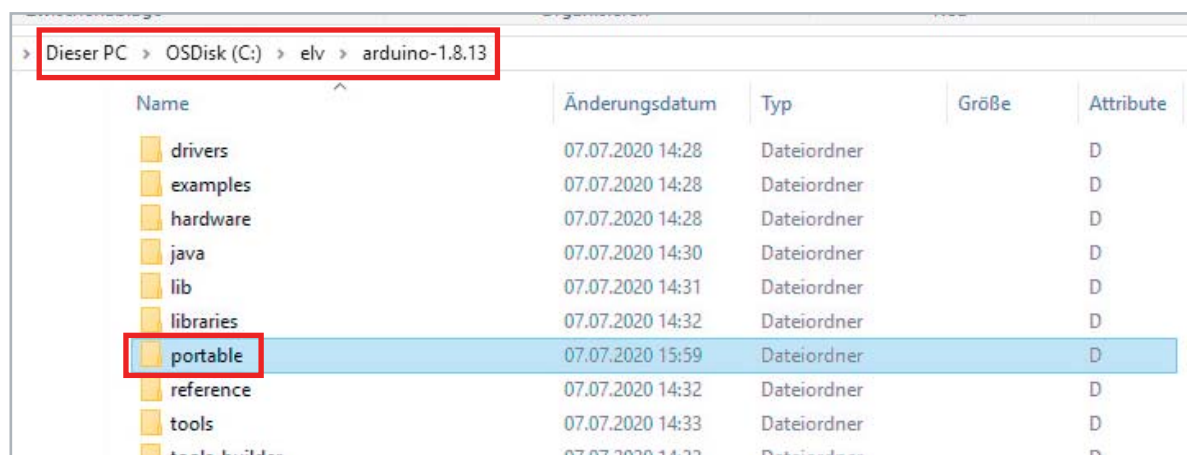 > Dieser PC > OSDisk (C:) > elv > arduino-1.8.13
Name Änderungsdatum Typ Größe Attribute
drivers 07.07.2020 14:28 Dateiordner D
examples 07.07.2020 14:28 Dateiordner D
hardware 07.07.2020 14:28 Dateiordner D
java 07.07.2020 14:30 Dateiordner D
lib 07.07.2020 14:31 Dateiordner D
libraries 07.07.2020 14:32 Dateiordner D
portable 07.07.2020 15:59 Dateiordner D
reference 07.07.2020 14:32 Dateiordner D
tools 07.07.2020 14:33 Dateiordner D